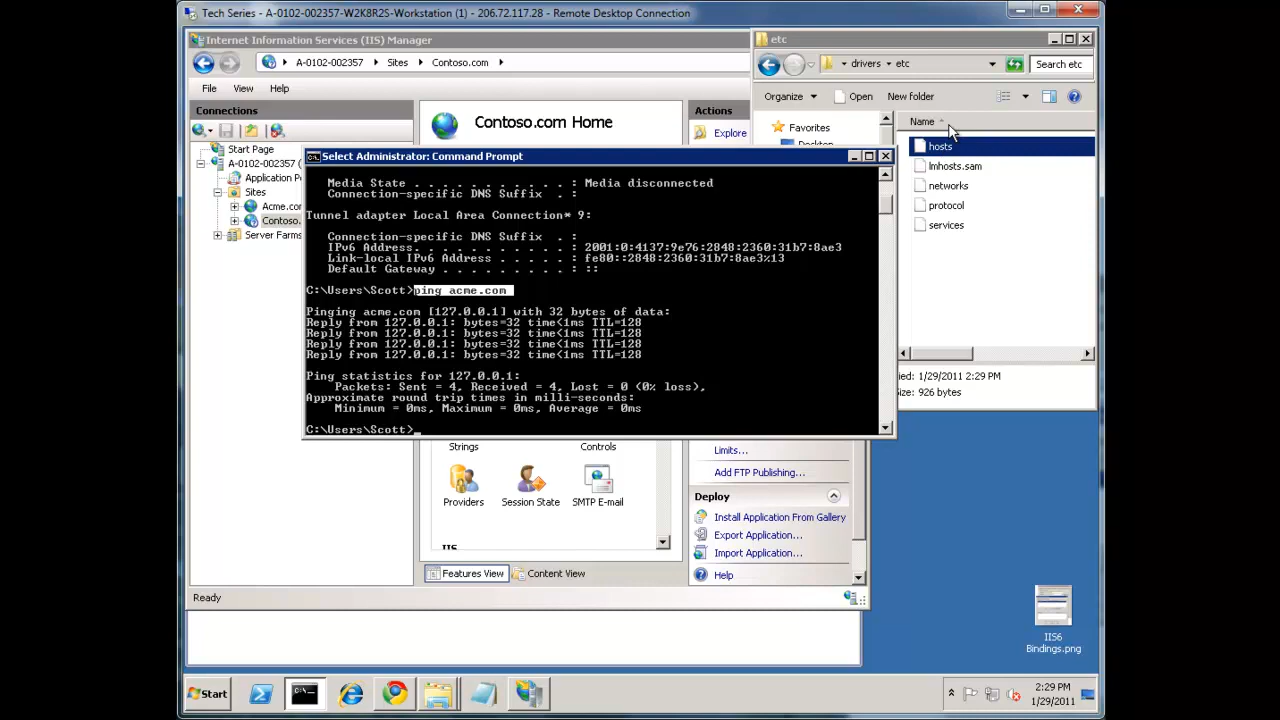 Tech Series - A-0102-002357-W2K8R2S-Workstation (1) - 206.72.117.28 - Remote Desktop Connection
Internet Information Services (IIS) Manager
A-0102-002357
Sites
Contoso.com
File View Help
Connections
Start Page
A-0102-002357
Application P
Sites
Acme.co
Contoso.
Server Farms
Contoso.com Home
Actions
Explore
etc
drivers
etc
Search etc
Organize
Open
New folder
Favorites
Desktop
Name
hosts
lmhosts.sam
networks
protocol
services
ied: 1/29/2011 2:29 PM
Size: 926 bytes
Select Administrator: Command Prompt
Media State . . . . . . . . . . . : Media disconnected
Connection-specific DNS Suffix  . :
Tunnel adapter Local Area Connection* 9:
Connection-specific DNS Suffix  . :
IPv6 Address. . . . . . . . . . . : 2001:0:4137:9e76:2848:2360:31b7:8ae3
Link-local IPv6 Address . . . . . : fe80::2848:2360:31b7:8ae3%13
Default Gateway . . . . . . . . . : ::
C:\Users\Scott>ping acme.com
Pinging acme.com [127.0.0.1] with 32 bytes of data:
Reply from 127.0.0.1: bytes=32 time<1ms TTL=128
Reply from 127.0.0.1: bytes=32 time<1ms TTL=128
Reply from 127.0.0.1: bytes=32 time<1ms TTL=128
Reply from 127.0.0.1: bytes=32 time<1ms TTL=128
Ping statistics for 127.0.0.1:
Packets: Sent = 4, Received = 4, Lost = 0 (0% loss),
Approximate round trip times in milli-seconds:
Minimum = 0ms, Maximum = 0ms, Average = 0ms
C:\Users\Scott>_
Strings
Controls
Providers
Session State
SMTP E-mail
IIS
Features View
Content View
Limits...
Add FTP Publishing...
Deploy
Install Application From Gallery
Export Application...
Import Application...
Help
Ready
IIS6
Bindings.png
Start
2:29 PM
1/29/2011